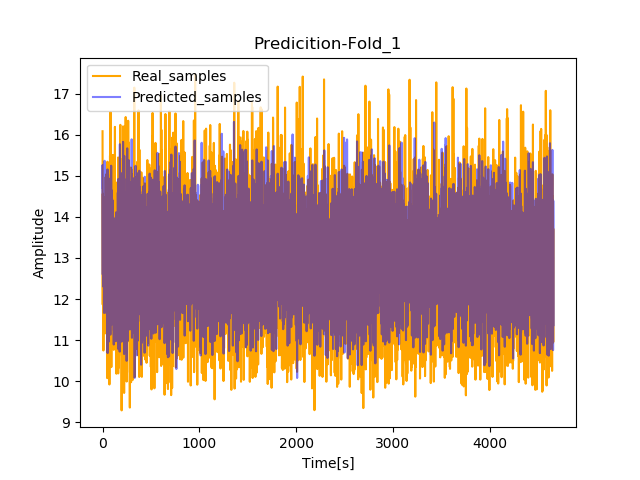 Predicition-Fold_1
Real_samples
Predicted_samples
17
16
15
14
13
12
11
10
9
Amplitude
0 1000 2000 3000 4000
Time[s]